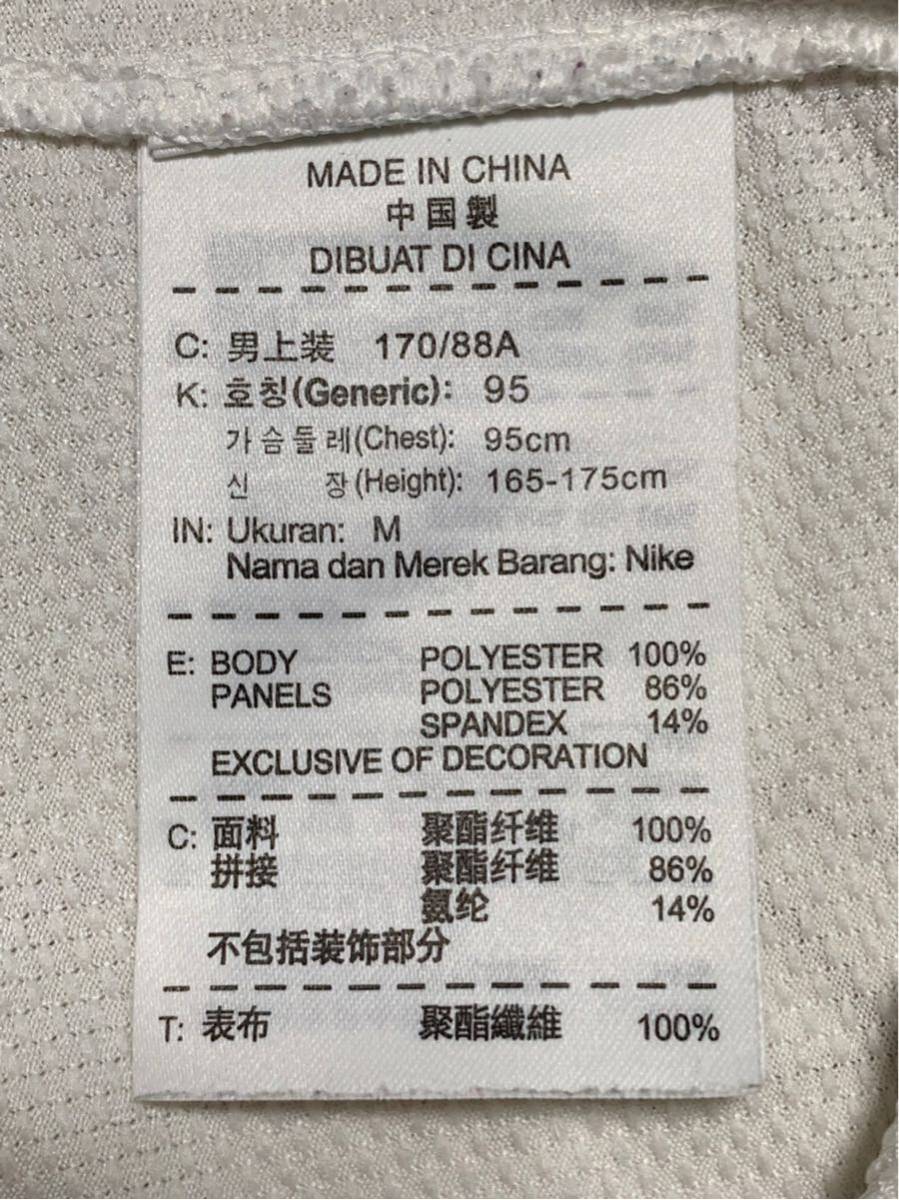 MADE IN CHINA
中国製
DIBUAT DI CINA
C: 男上装 170/88A
K: 호칭(Generic): 95
가슴둘레(Chest): 95cm
신 장(Height): 165-175cm
IN: Ukuran: M
Nama dan Merek Barang: Nike
E: BODY POLYESTER 100%
PANELS POLYESTER 86%
SPANDEX 14%
EXCLUSIVE OF DECORATION
C: 面料 聚酯纤维 100%
拼接 聚酯纤维 86%
氨纶 14%
不包括装饰部分
T: 表布 聚酯纖維 100%